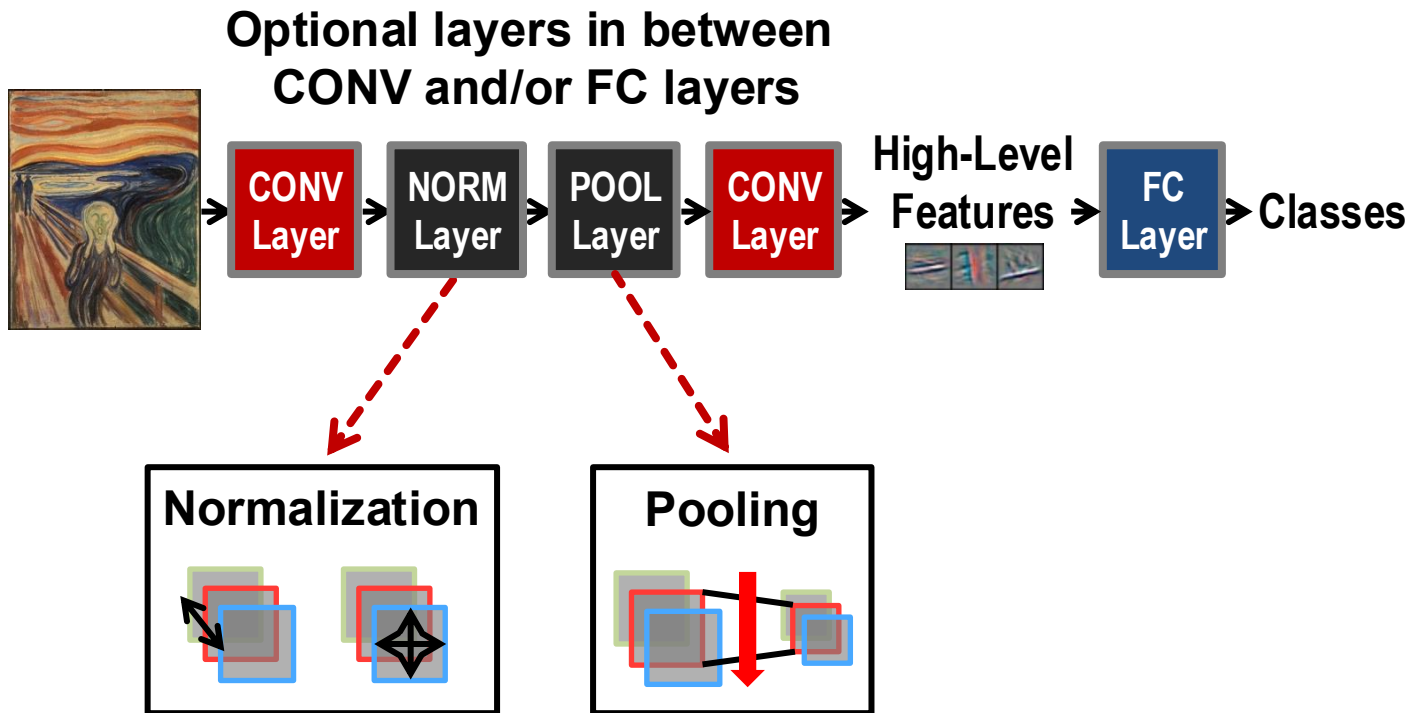 Optional layers in between
CONV and/or FC layers
CONV
Layer
NORM
Layer
POOL
Layer
CONV
Layer
High-Level
Features
FC
Layer
Classes
Normalization
Pooling